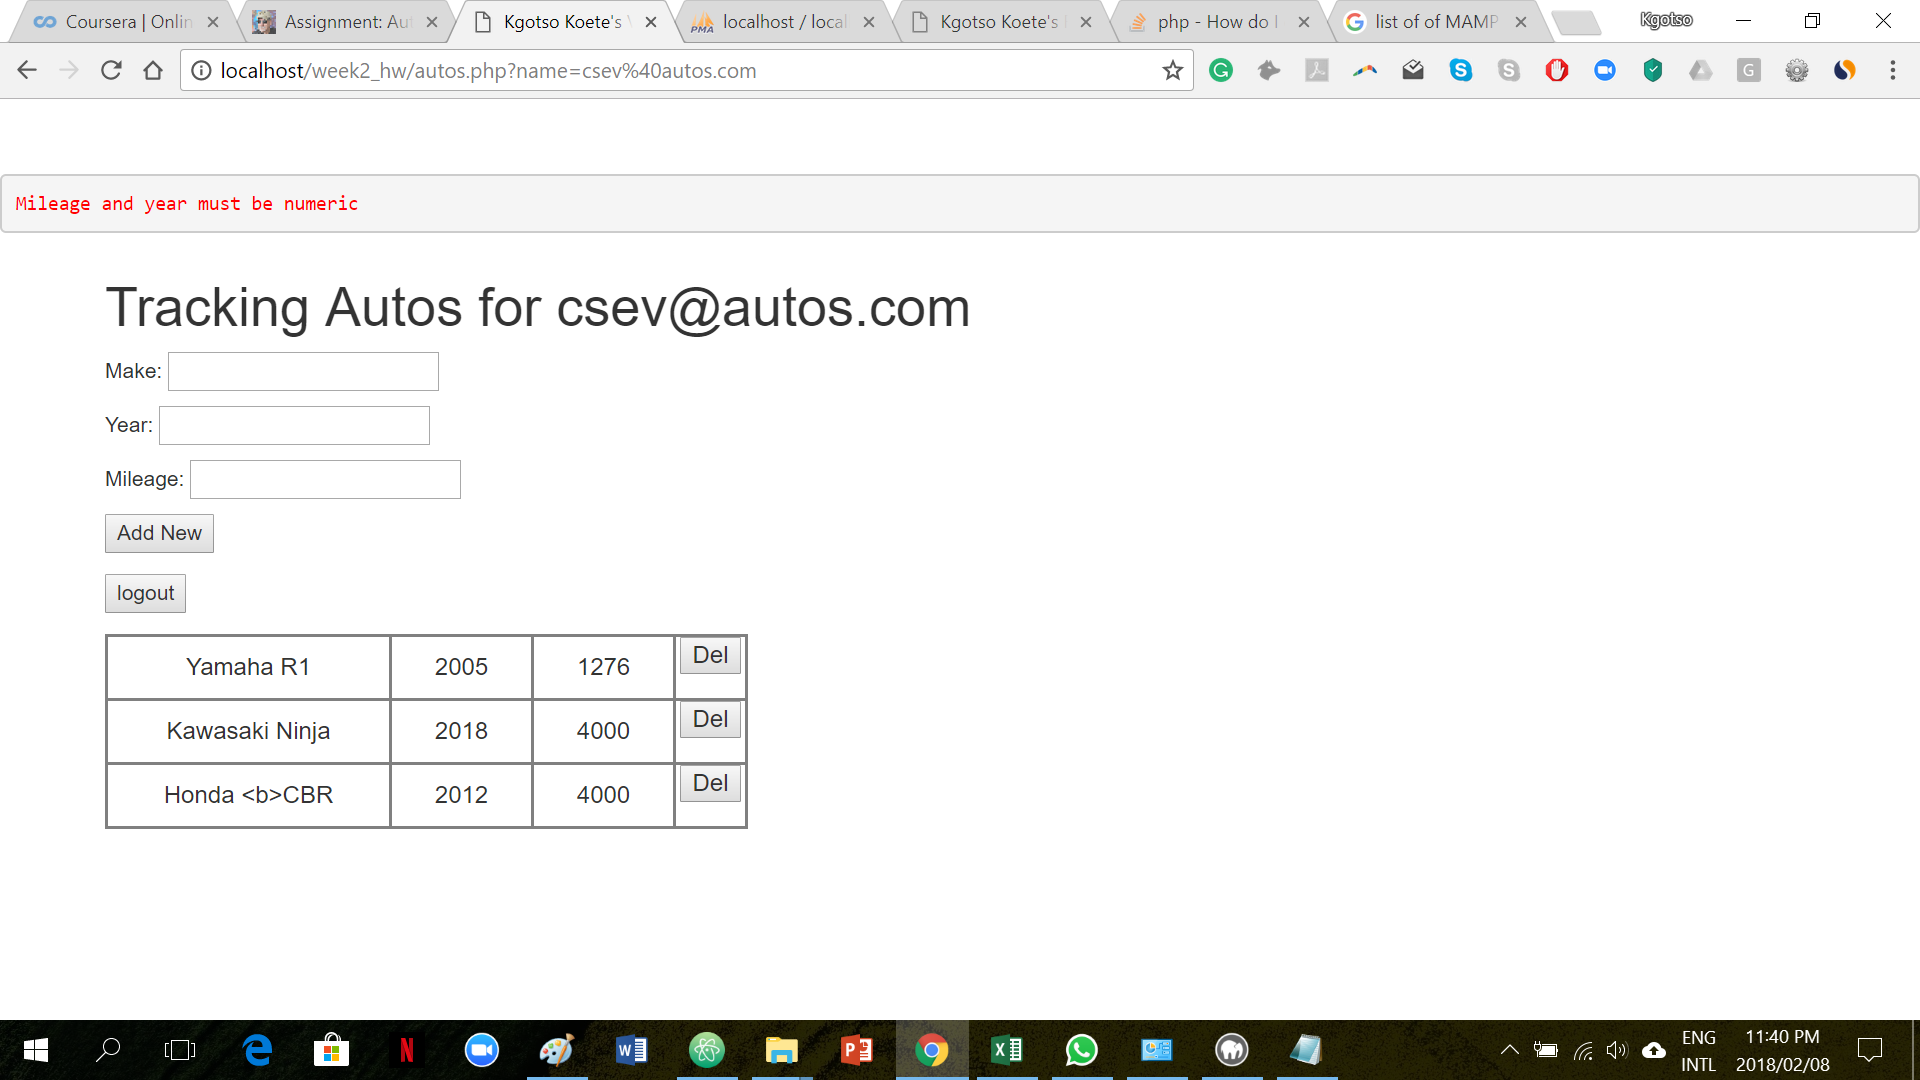 Coursera | Onlin
Assignment: Aut
Kgotso Koete's
localhost / local
Kgotso Koete's
php - How do I
list of of MAMP
Kgotso
localhost/week2_hw/autos.php?name=csev%40autos.com
Mileage and year must be numeric
Tracking Autos for csev@autos.com
Make:
Year:
Mileage:
Add New
logout
Yamaha R1 2005 1276 Del
Kawasaki Ninja 2018 4000 Del
Honda <b>CBR 2012 4000 Del
ENG 11:40 PM
INTL 2018/02/08